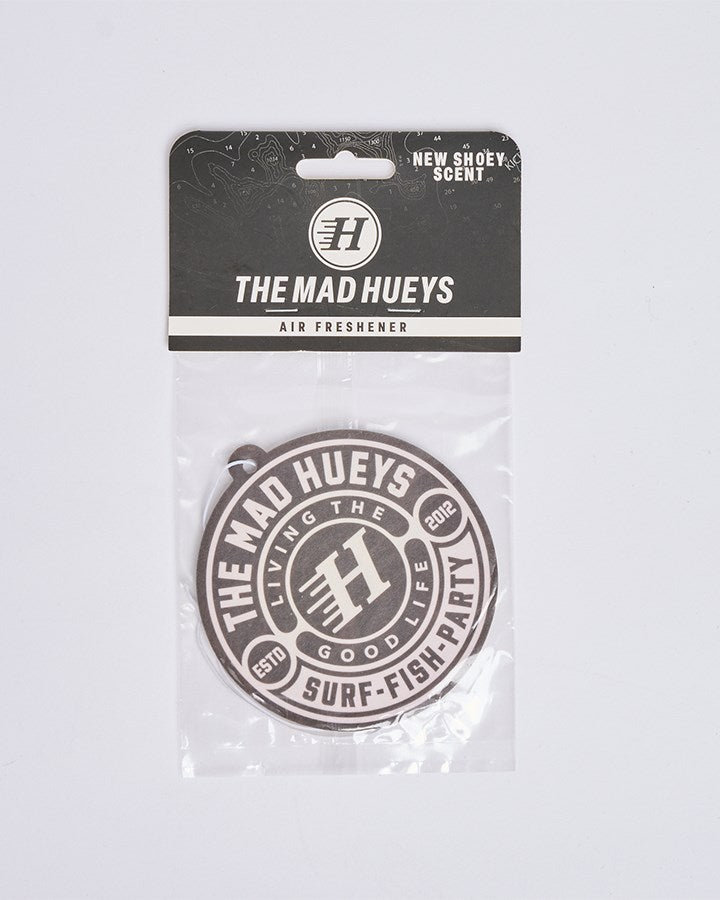 NEW SHOEY
SCENT
H
THE MAD HUEYS
AIR FRESHENER
THE MAD HUEYS
2012
LIVING THE
H
GOOD LIFE
ESTD
SURF-FISH-PARTY